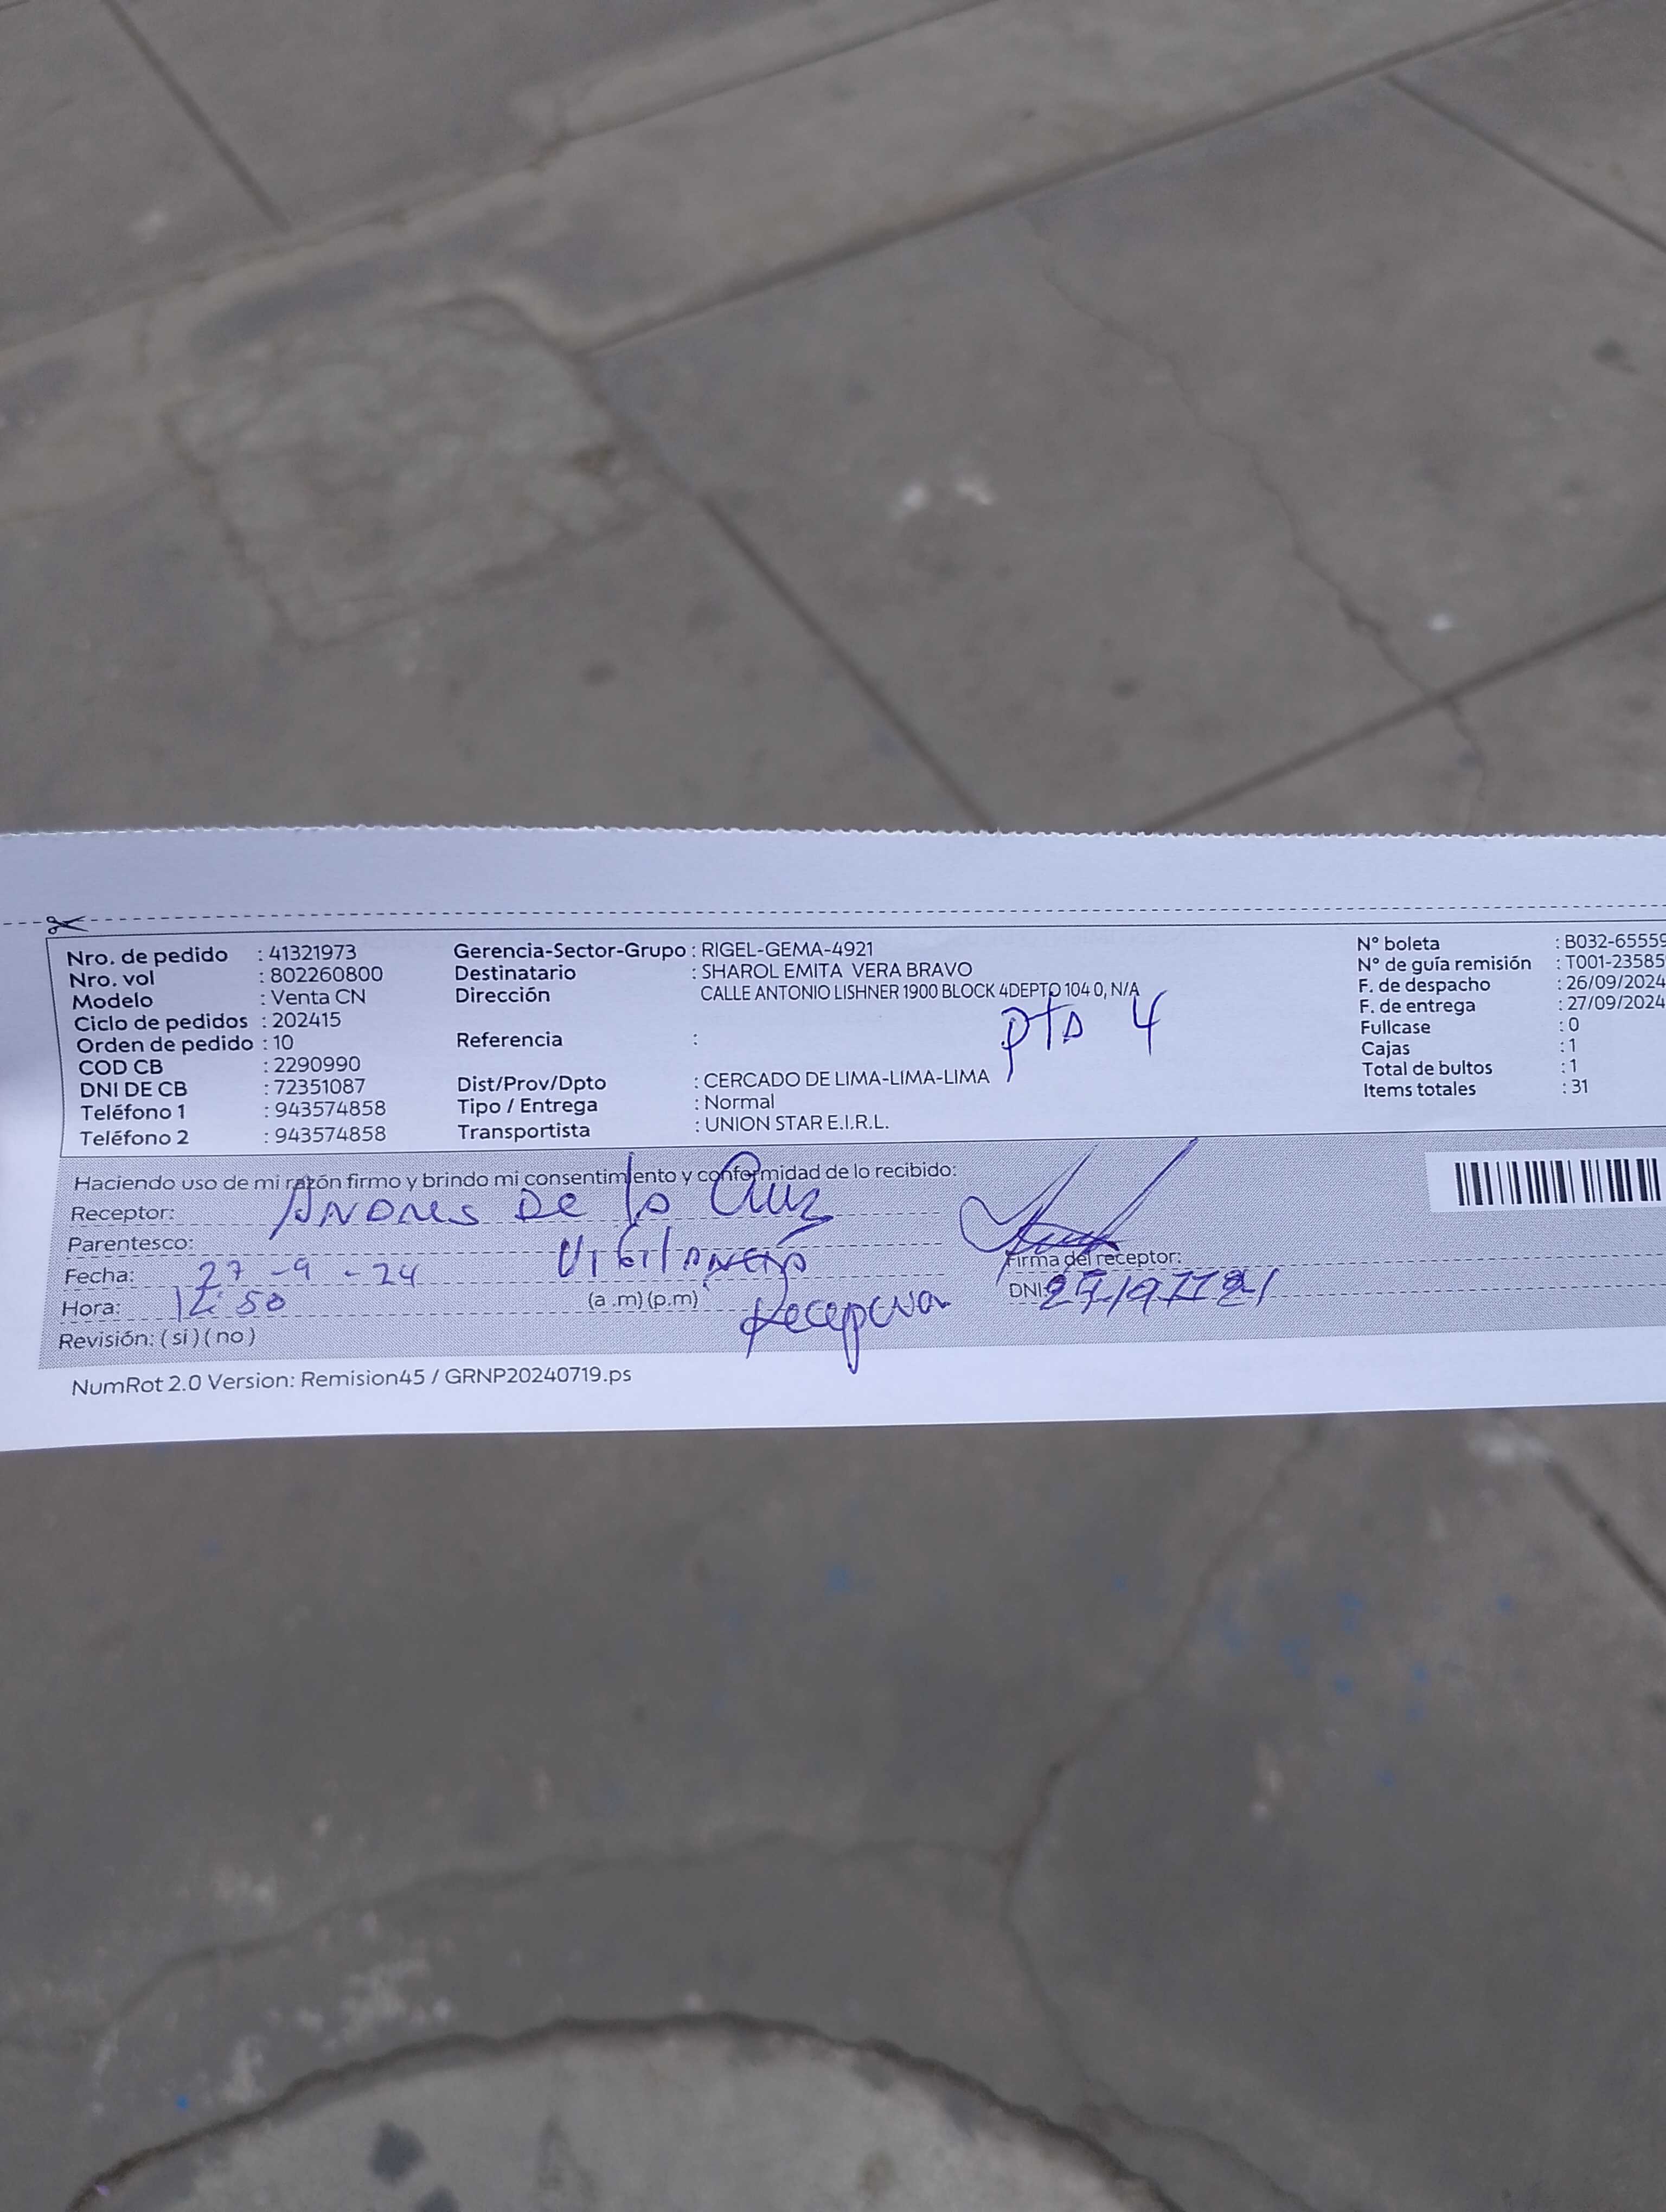 Nro. de pedido : 41321973
Nro. vol : 802260800
Modelo : Venta CN
Ciclo de pedidos : 202415
Orden de pedido : 10
COD CB : 2290990
DNI DE CB : 72351087
Teléfono 1 : 943574858
Teléfono 2 : 943574858
Gerencia-Sector-Grupo : RIGEL-GEMA-4921
Destinatario : SHAROL EMITA VERA BRAVO
Dirección CALLE ANTONIO LISHNER 1900 BLOCK 4DEPTO 104 0, N/A
Pto 4
Referencia :
Dist/Prov/Dpto : CERCADO DE LIMA-LIMA-LIMA
Tipo / Entrega : Normal
Transportista : UNION STAR E.I.R.L.
N° boleta : B032-65559
N° de guía remisión : T001-23585
F. de despacho : 26/09/2024
F. de entrega : 27/09/2024
Fullcase : 0
Cajas : 1
Total de bultos : 1
Items totales : 31
Haciendo uso de mi razón firmo y brindo mi consentimiento y conformidad de lo recibido:
Receptor: ANDRES DE la Cruz
Parentesco: VIGILANCIA
Fecha: 27-9-24
Hora: 12:50 (a .m) (p.m) Recepcion
Revisión: ( si ) ( no )
Firma del receptor:
DNI:
NumRot 2.0 Version: Remision45 / GRNP20240719.ps